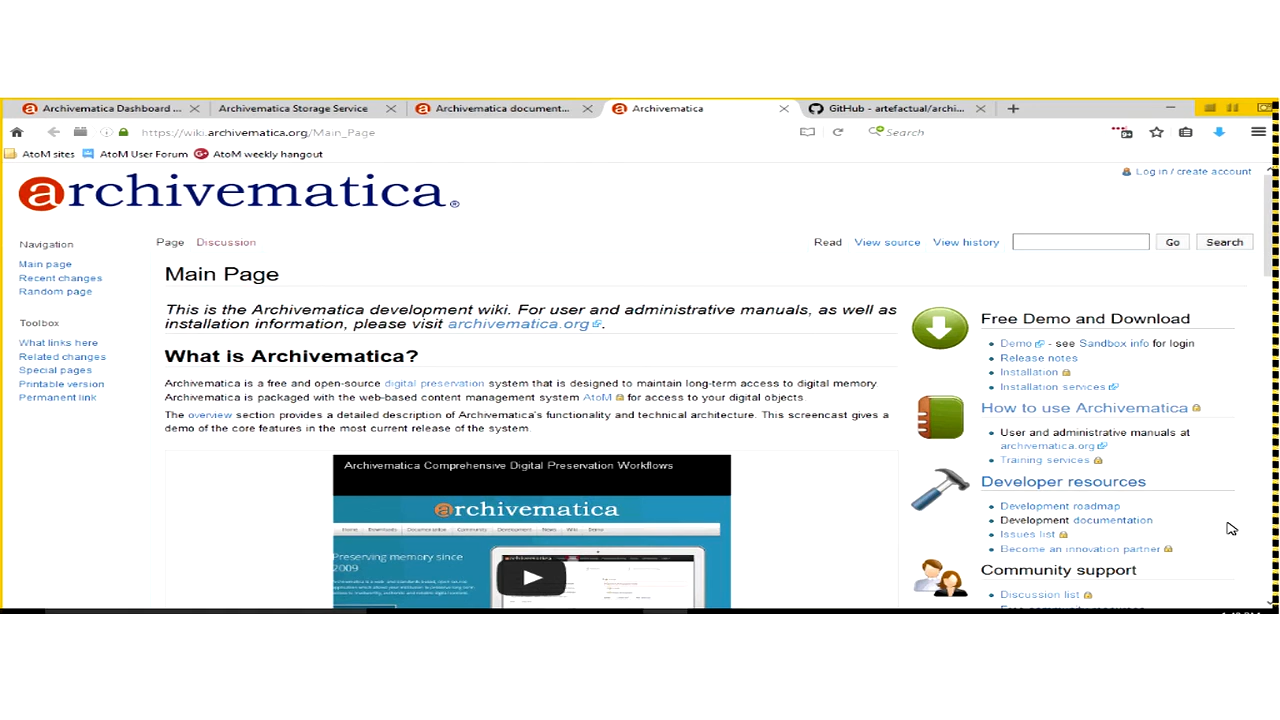 Archivematica Dashboard ...
Archivematica Storage Service
Archivematica document...
Archivematica
GitHub - artefactual/archi...
https://wiki.archivematica.org/Main_Page
Search
AtoM sites
AtoM User Forum
AtoM weekly hangout
archivematica®
Log in / create account
Navigation
Main page
Recent changes
Random page
Toolbox
What links here
Related changes
Special pages
Printable version
Permanent link
Page
Discussion
Read
View source
View history
Go
Search
Main Page
This is the Archivematica development wiki. For user and administrative manuals, as well as
installation information, please visit archivematica.org.
What is Archivematica?
Archivematica is a free and open-source digital preservation system that is designed to maintain long-term access to digital memory.
Archivematica is packaged with the web-based content management system AtoM for access to your digital objects.
The overview section provides a detailed description of Archivematica's functionality and technical architecture. This screencast gives a
demo of the core features in the most current release of the system.
Archivematica Comprehensive Digital Preservation Workflows
archivematica
Home Downloads Documentation Community Development News Wiki Demo
Preserving memory since
2009
Free Demo and Download
Demo - see Sandbox info for login
Release notes
Installation
Installation services
How to use Archivematica
User and administrative manuals at
archivematica.org
Training services
Developer resources
Development roadmap
Development documentation
Issues list
Become an innovation partner
Community support
Discussion list